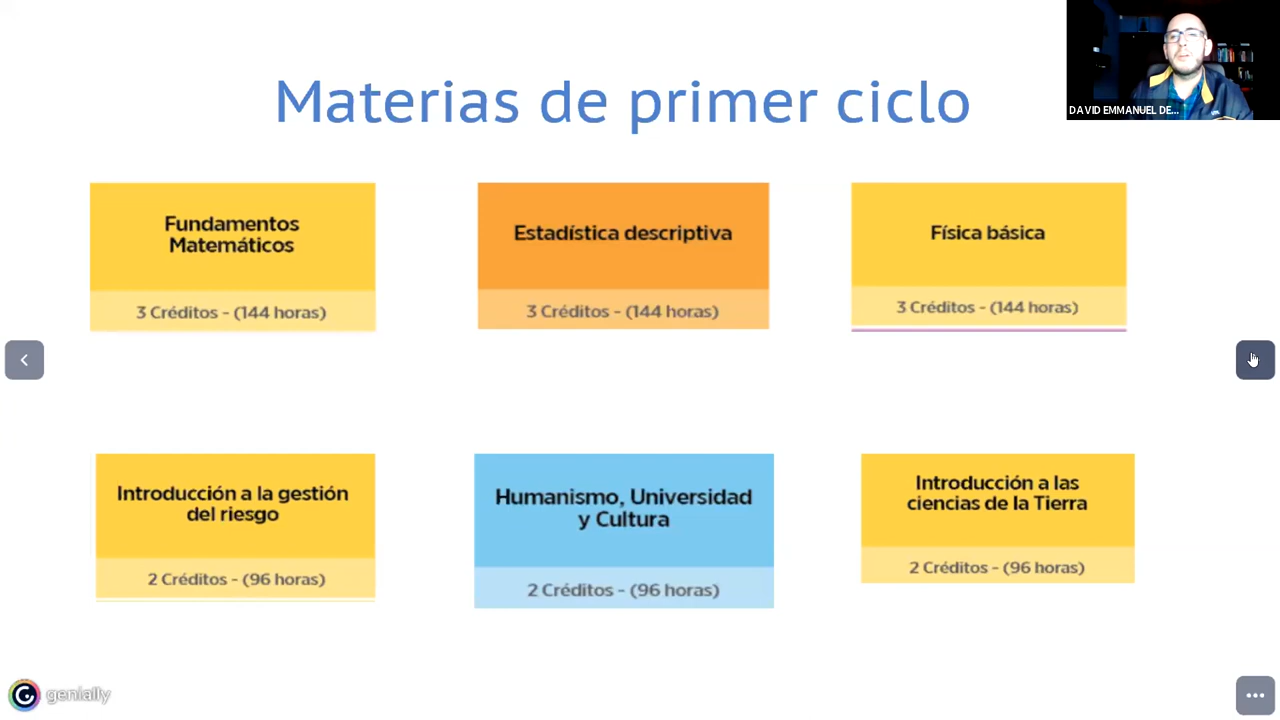 Materias de primer ciclo
DAVID EMMANUEL DE...
Fundamentos
Matemáticos
3 Créditos - (144 horas)
Estadística descriptiva
3 Créditos - (144 horas)
Física básica
3 Créditos - (144 horas)
Introducción a la gestión
del riesgo
2 Créditos - (96 horas)
Humanismo, Universidad
y Cultura
2 Créditos - (96 horas)
Introducción a las
ciencias de la Tierra
2 Créditos - (96 horas)
genially